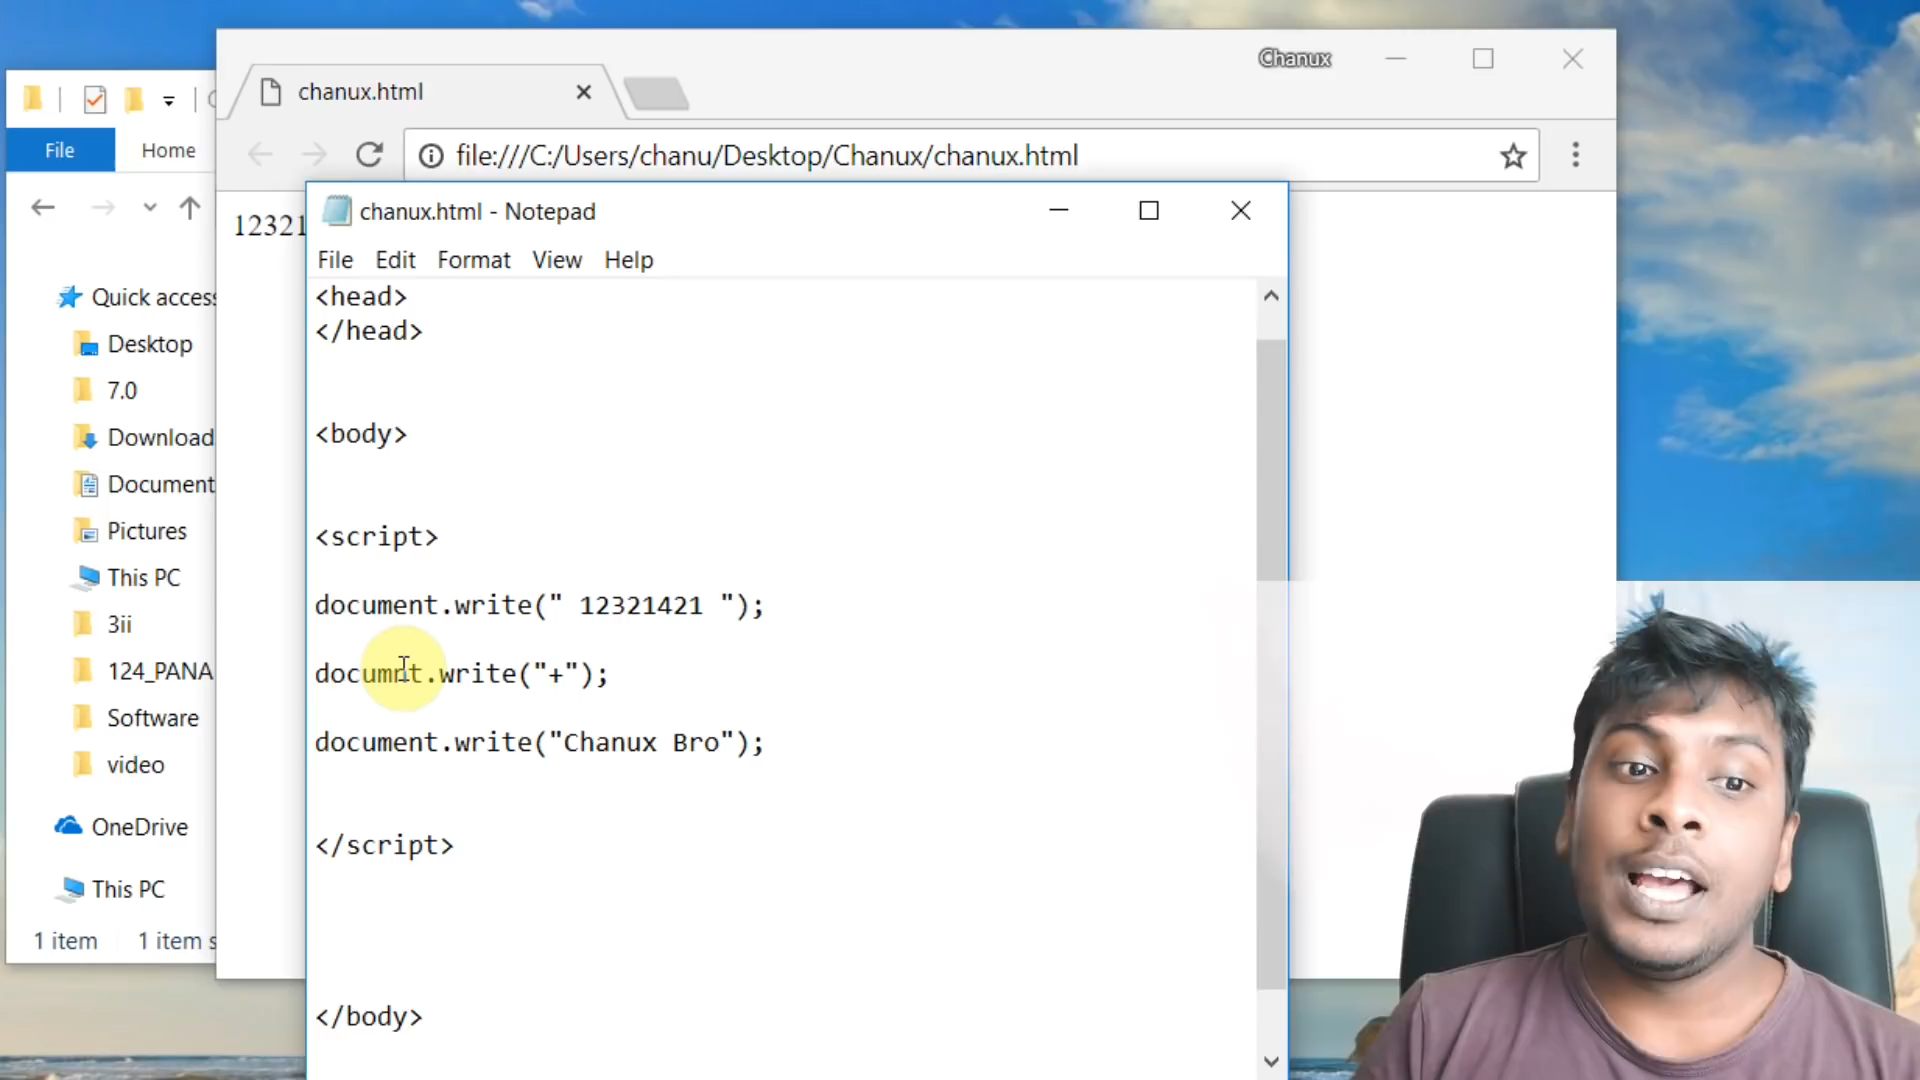 Chanux
chanux.html
File
Home
file:///C:/Users/chanu/Desktop/Chanux/chanux.html
12321
chanux.html - Notepad
File Edit Format View Help
Quick access
Desktop
7.0
Download
Document
Pictures
This PC
3ii
124_PANA
Software
video
OneDrive
This PC
1 item 1 item s
<head>
</head>
<body>
<script>
document.write(" 12321421 ");
documnt.write("+");
document.write("Chanux Bro");
</script>
</body>